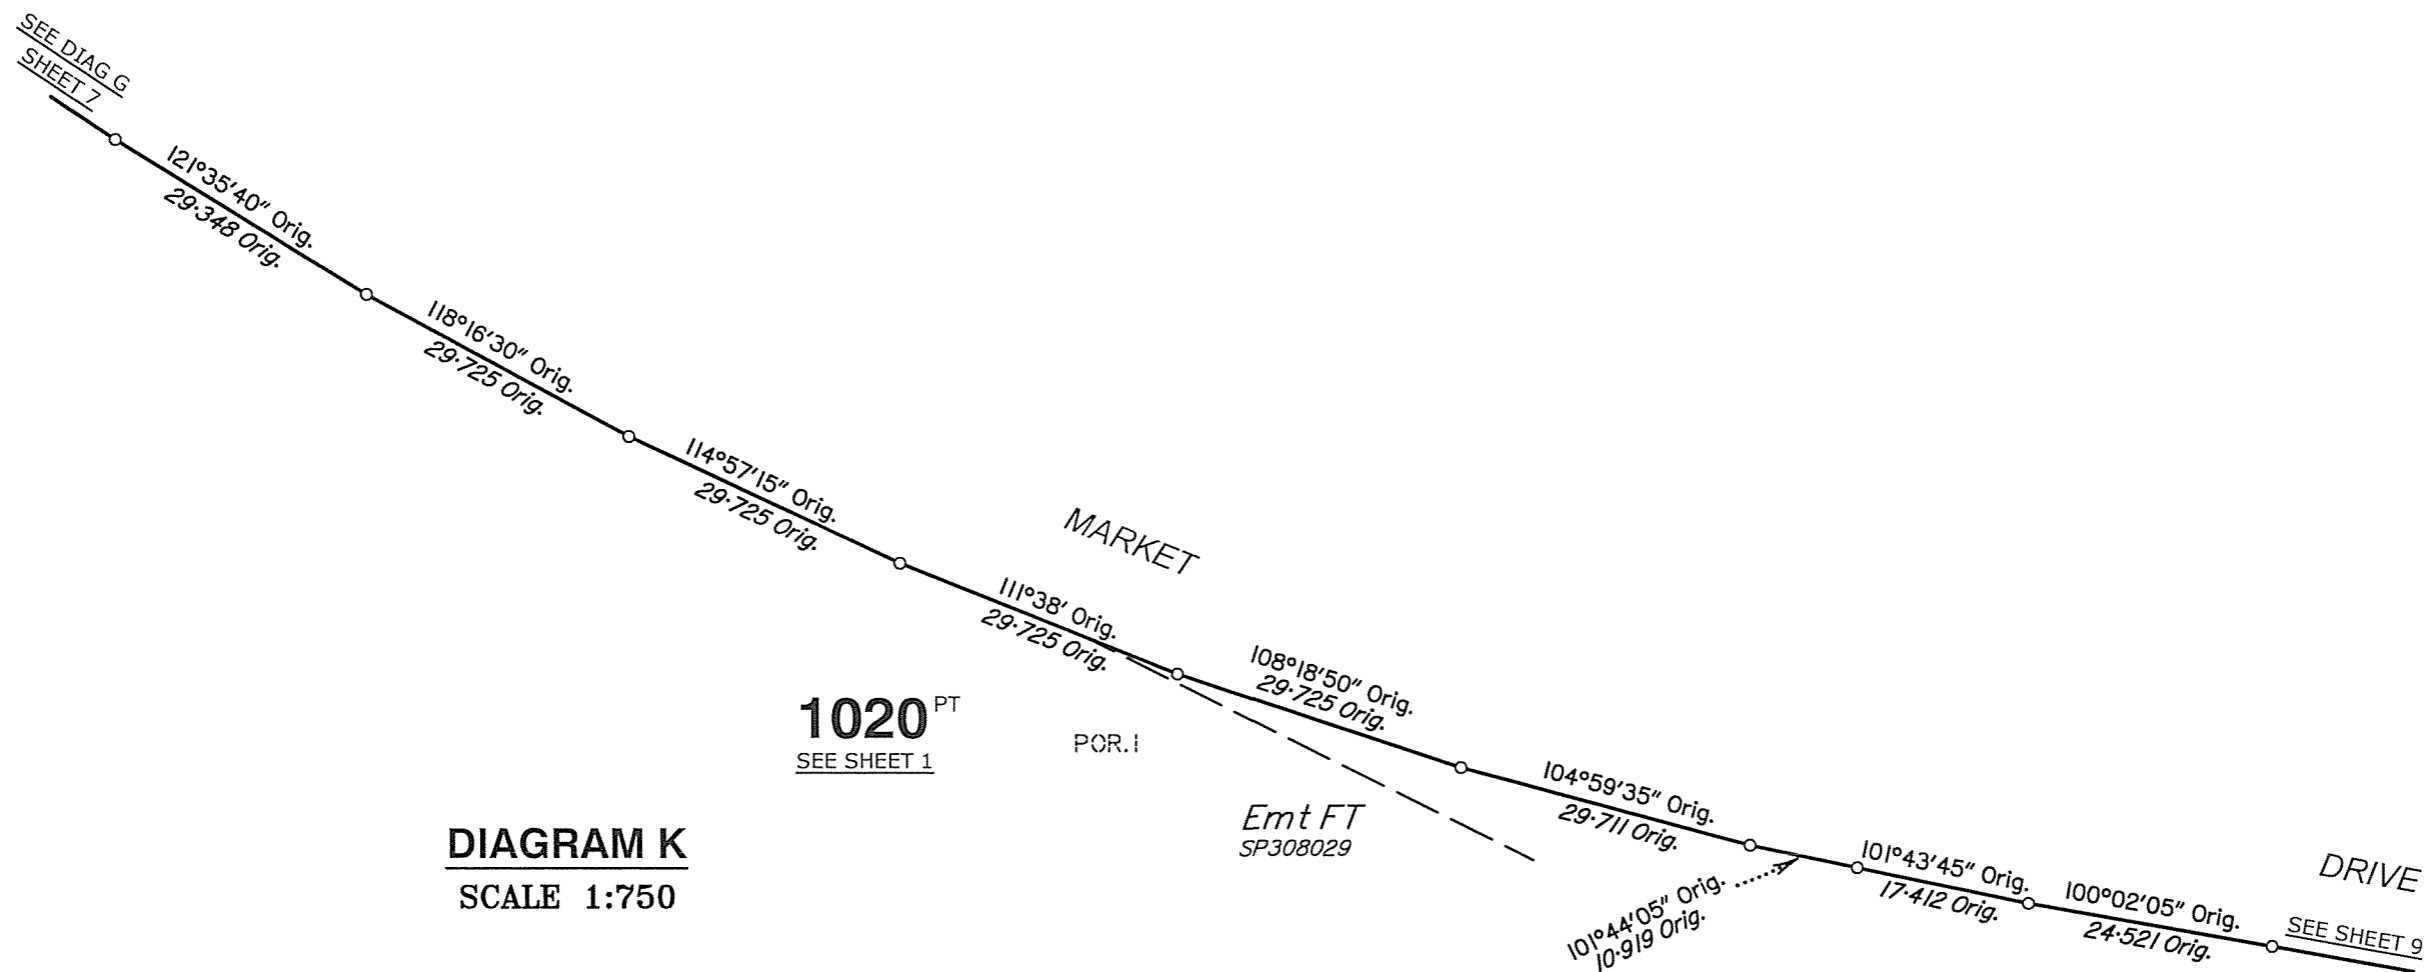 SEE DIAG G
SHEET 7
121°35'40" Orig.
29·348 Orig.
118°16'30" Orig.
29·725 Orig.
114°57'15" Orig.
29·725 Orig.
MARKET
111°38' Orig.
29·725 Orig.
108°18'50" Orig.
29·725 Orig.
1020 PT
SEE SHEET 1
POR.1
104°59'35" Orig.
29·711 Orig.
Emt FT
SP308029
DIAGRAM K
SCALE 1:750
101°44'05" Orig.
10·919 Orig.
101°43'45" Orig.
17·412 Orig.
100°02'05" Orig.
24·521 Orig.
DRIVE
SEE SHEET 9